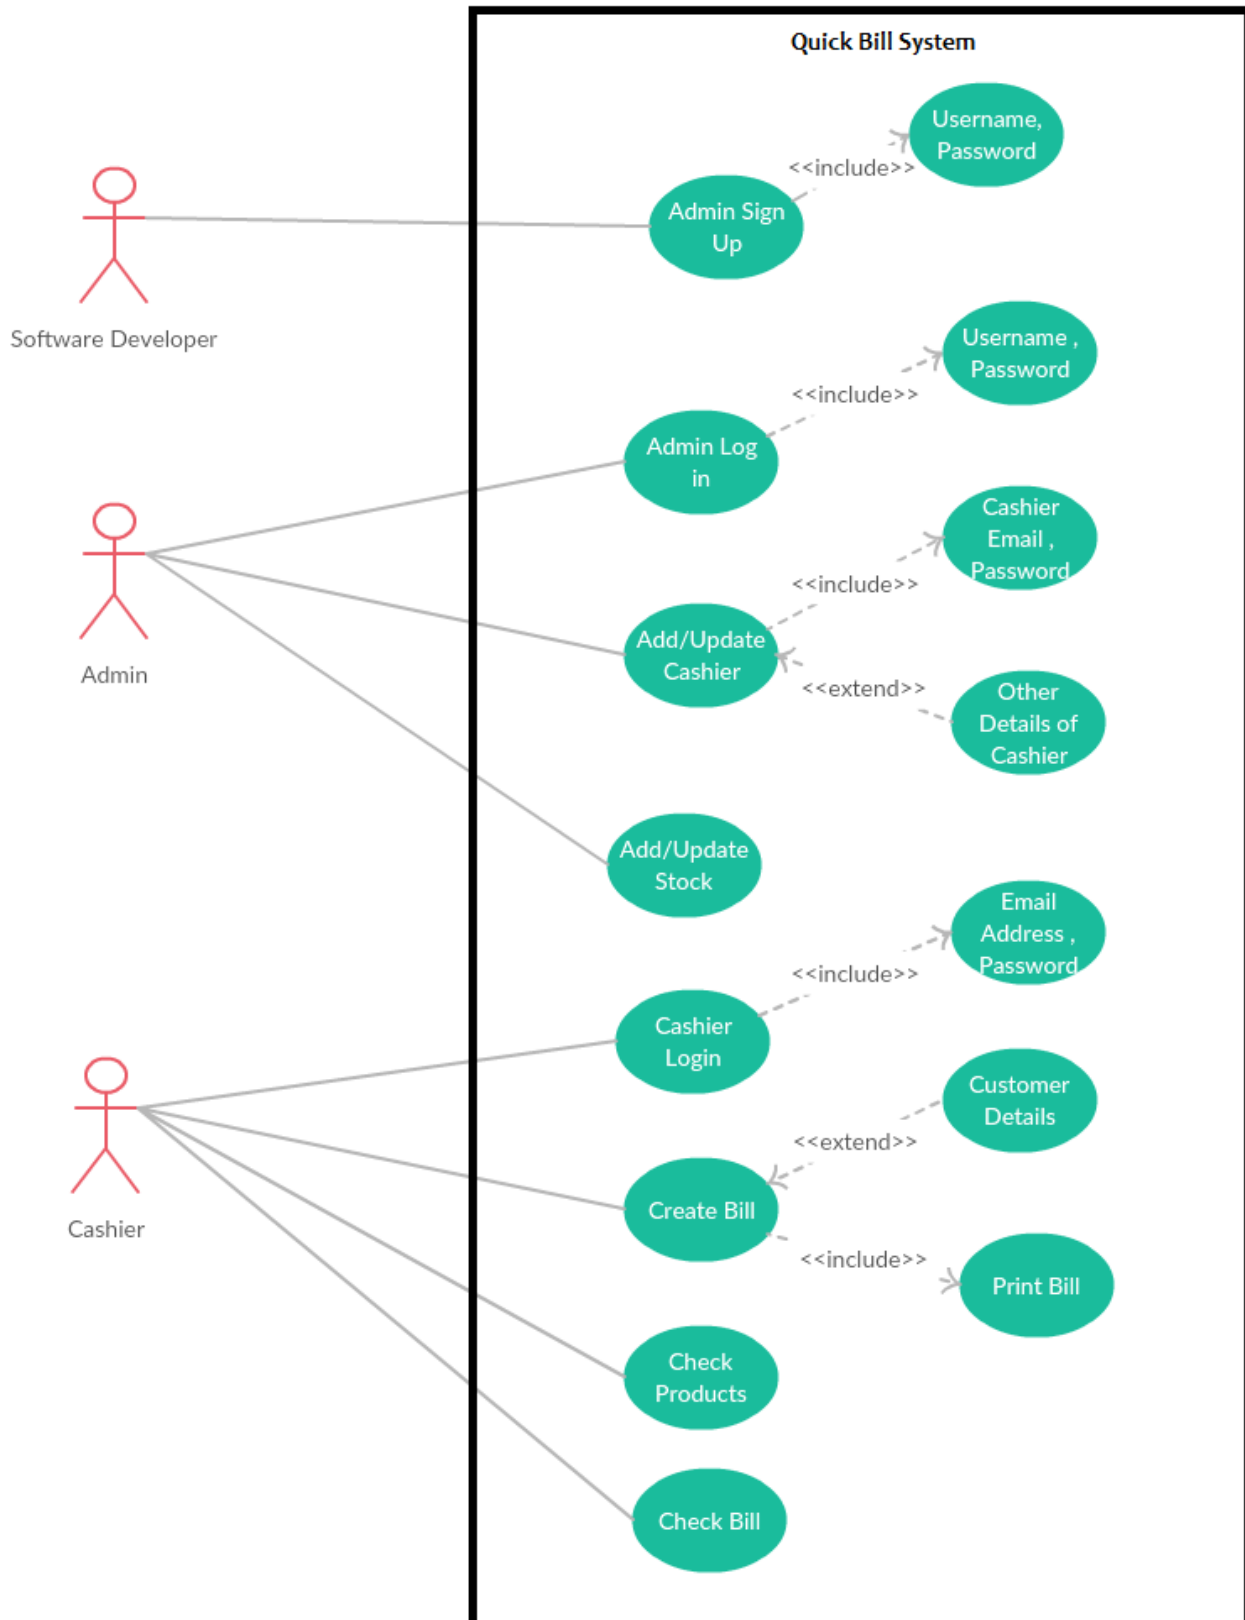 Quick Bill System
Username,
Password
<<include>>
Admin Sign
Up
Software Developer
Username ,
Password
<<include>>
Admin Log
in
Cashier
Email ,
Password
<<include>>
Add/Update
Cashier
Admin
<<extend>>
Other
Details of
Cashier
Add/Update
Stock
Email
Address ,
Password
<<include>>
Cashier
Login
Customer
Details
<<extend>>
Create Bill
Cashier
<<include>>
Print Bill
Check
Products
Check Bill